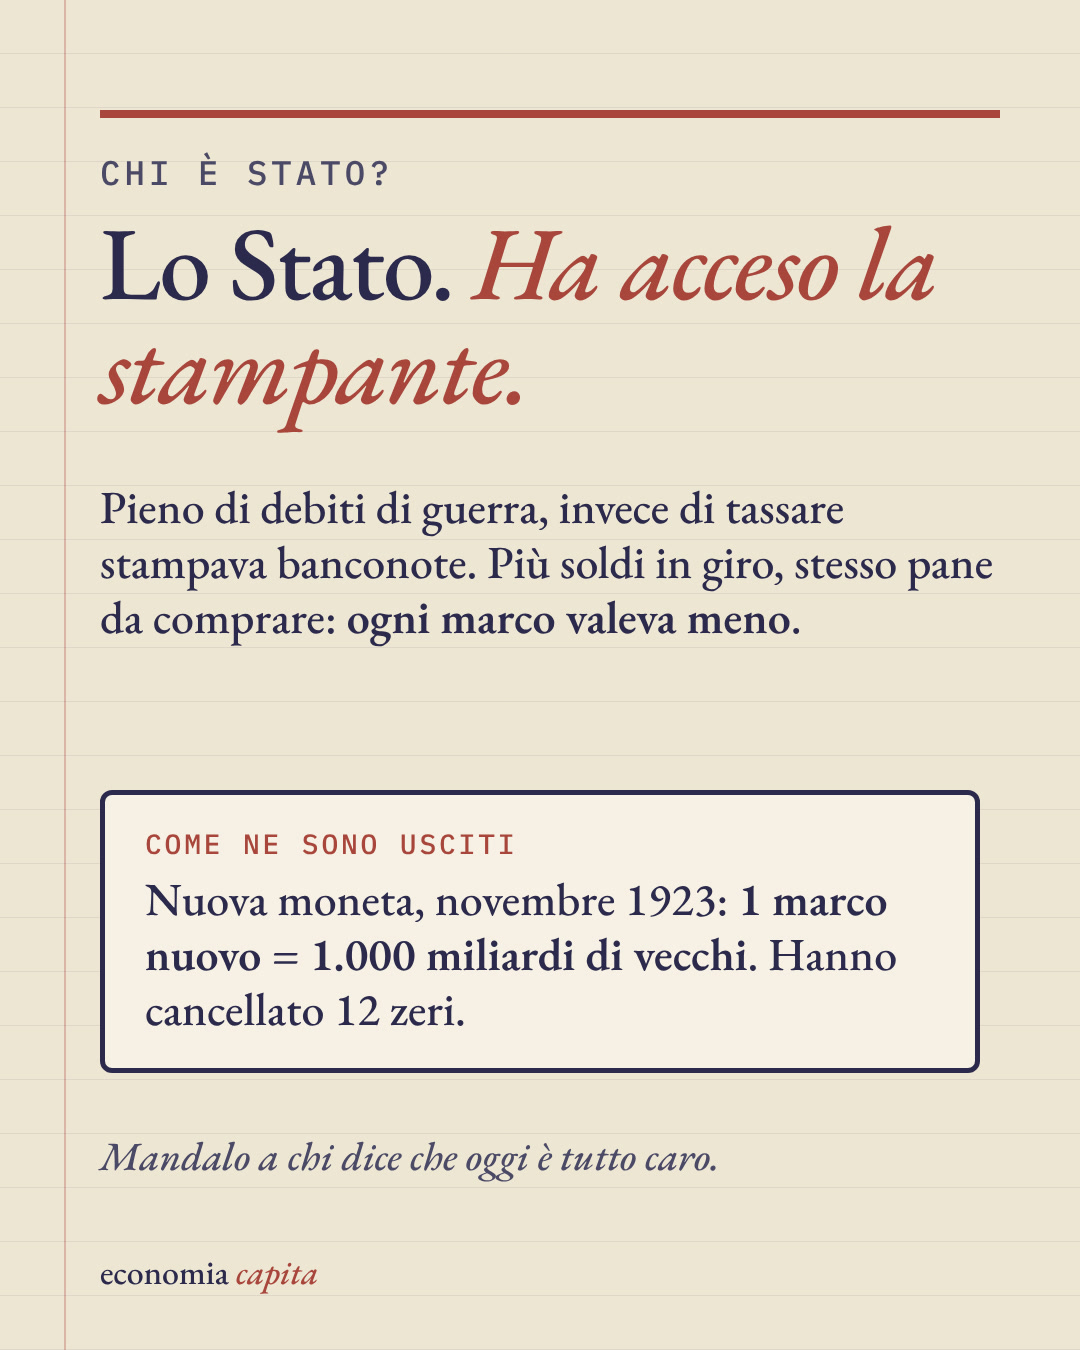 CHI È STATO?
Lo Stato. Ha acceso la
stampante.
Pieno di debiti di guerra, invece di tassare
stampava banconote. Più soldi in giro, stesso pane
da comprare: ogni marco valeva meno.
COME NE SONO USCITI
Nuova moneta, novembre 1923: 1 marco
nuovo = 1.000 miliardi di vecchi. Hanno
cancellato 12 zeri.
Mandalo a chi dice che oggi è tutto caro.
economia capita